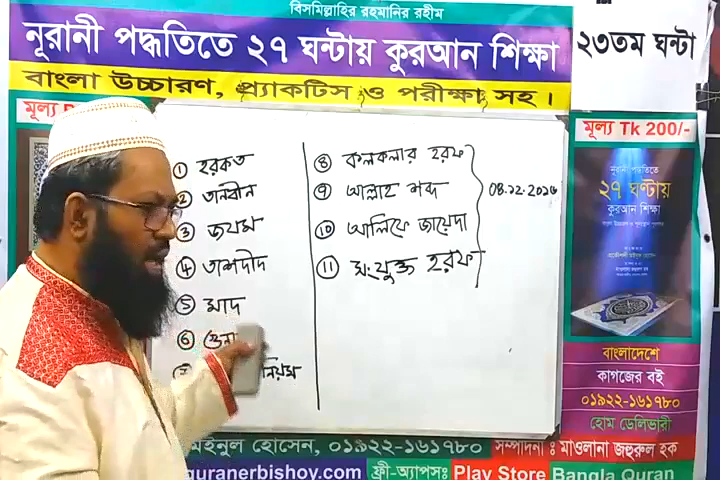 বিসমিল্লাহির রহমানির রহীম
নূরানী পদ্ধতিতে ২৭ ঘন্টায় কুরআন শিক্ষা
২৩তম ঘন্টা
বাংলা উচ্চারণ, প্র্যাকটিস ও পরীক্ষা সহ।
মূল্য
মূল্য Tk 200/-
① হরকত
② তানবীন
③ জযম
④ তাশদীদ
⑤ মাদ
⑥ গুন্না
নিয়ম
⑧ কলকলার হরফ
⑨ আল্লাহ শব্দ
⑩ আলিফে জায়েদা
⑪ সংযুক্ত হরফ
নূরানী পদ্ধতিতে
২৭ ঘন্টায়
কুরআন শিক্ষা
বাংলাদেশে
কাগজের বই
০১৯২২-১৬১৭৮০
হোম ডেলিভারী
মইনুল হোসেন, ০১৯২২-১৬১৭৮০ সম্পাদনা : মাওলানা জহুরুল হক
quranerbishoy.com ফ্রী-অ্যাপসঃ Play Store Bangla Quran